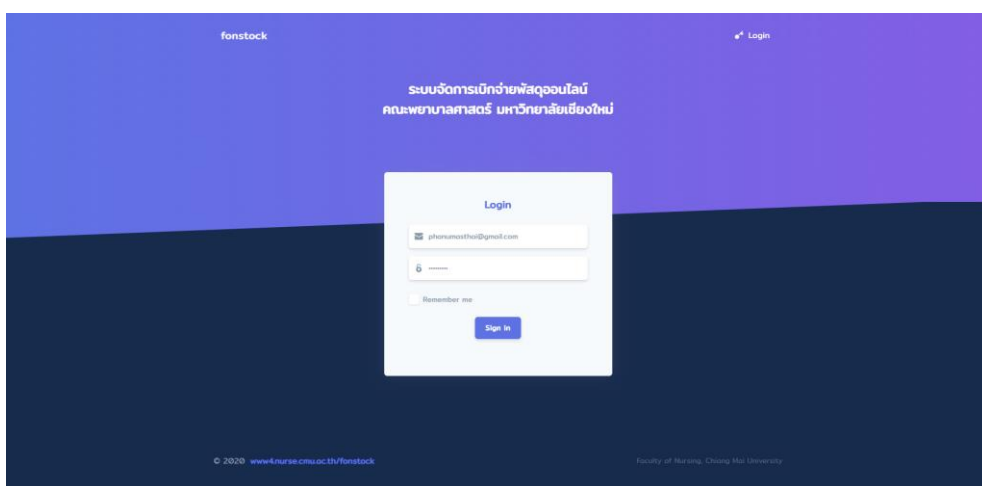 fonstock
Login
ระบบจัดการเบิกจ่ายพัสดุออนไลน์
คณะพยาบาลศาสตร์ มหาวิทยาลัยเชียงใหม่
Login
phanumasthai@gmail.com
Remember me
Sign in
© 2020 www4.nurse.cmu.ac.th/fonstock
Faculty of Nursing, Chiang Mai University